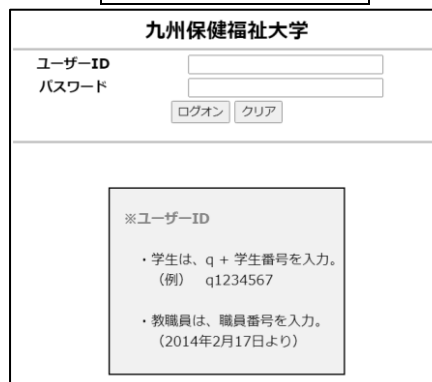 九州保健福祉大学
ユーザーID
パスワード
ログオン クリア
※ユーザーID
・学生は、q + 学生番号を入力。
（例） q1234567
・教職員は、職員番号を入力。
（2014年2月17日より）